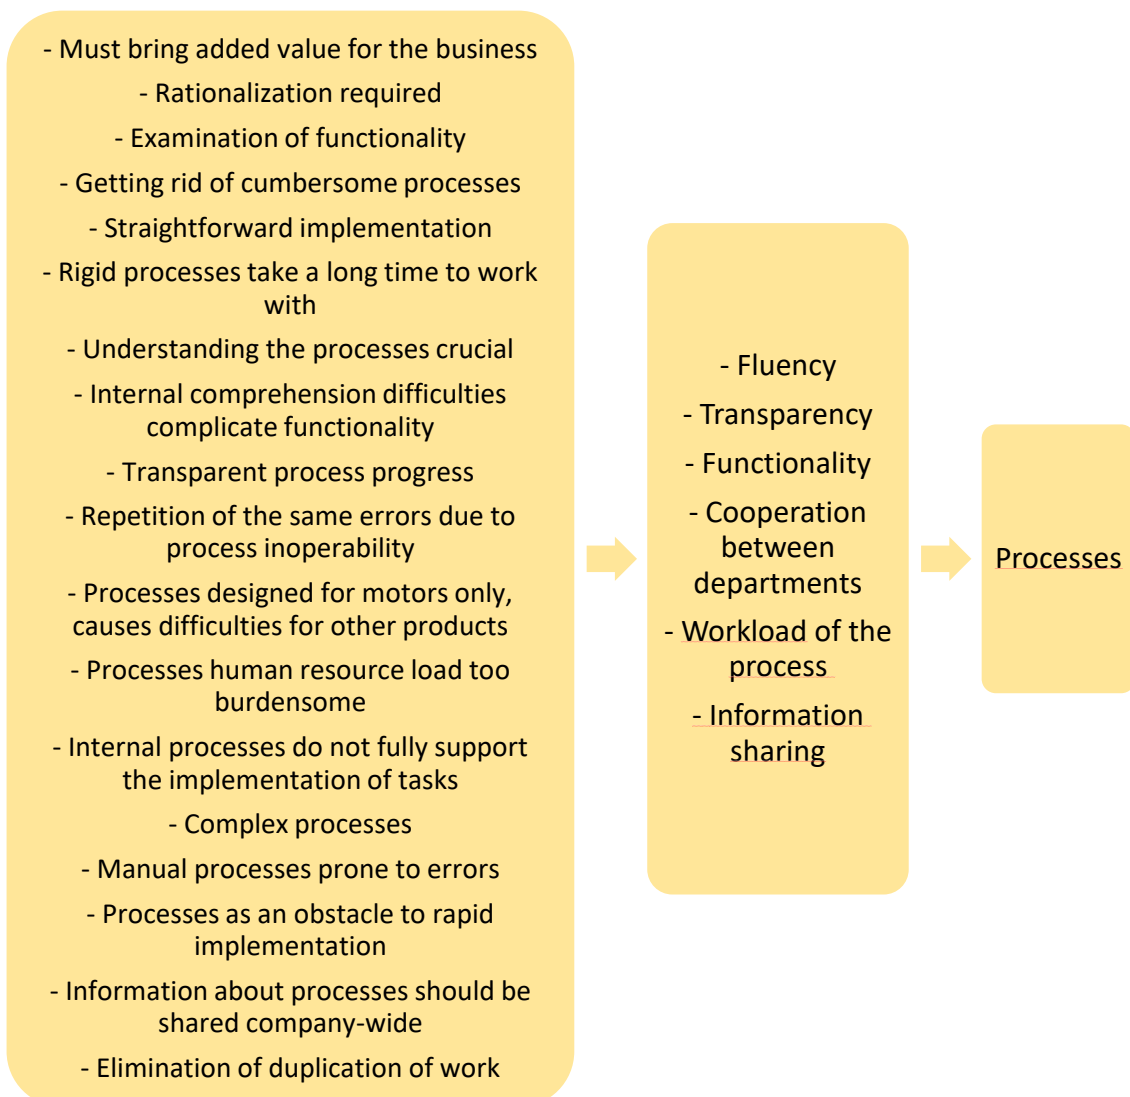 - Must bring added value for the business
- Rationalization required
- Examination of functionality
- Getting rid of cumbersome processes
- Straightforward implementation
- Rigid processes take a long time to work
with
- Understanding the processes crucial
- Internal comprehension difficulties
complicate functionality
- Transparent process progress
- Repetition of the same errors due to
process inoperability
- Processes designed for motors only,
causes difficulties for other products
- Processes human resource load too
burdensome
- Internal processes do not fully support
the implementation of tasks
- Complex processes
- Manual processes prone to errors
- Processes as an obstacle to rapid
implementation
- Information about processes should be
shared company-wide
- Elimination of duplication of work
- Fluency
- Transparency
- Functionality
- Cooperation
between
departments
- Workload of the
process
- Information
sharing
Processes